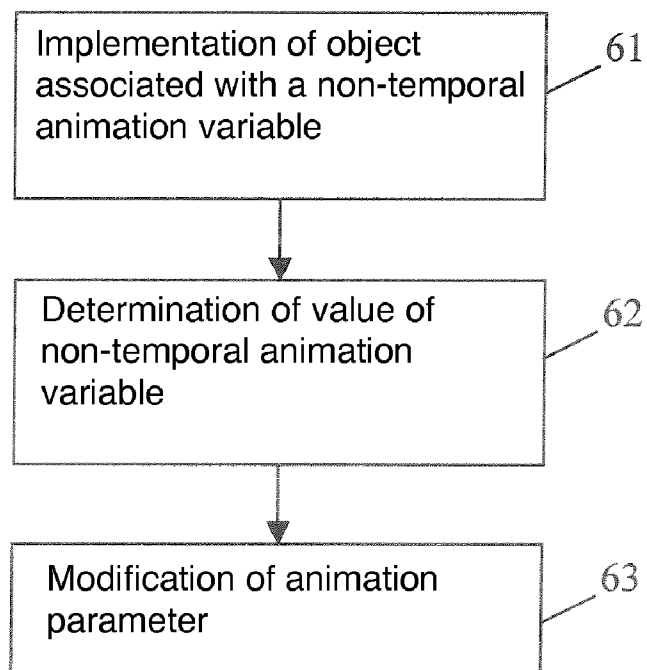 Implementation of object
associated with a non-temporal
animation variable
61
Determination of value of
non-temporal animation
variable
62
Modification of animation
parameter
63